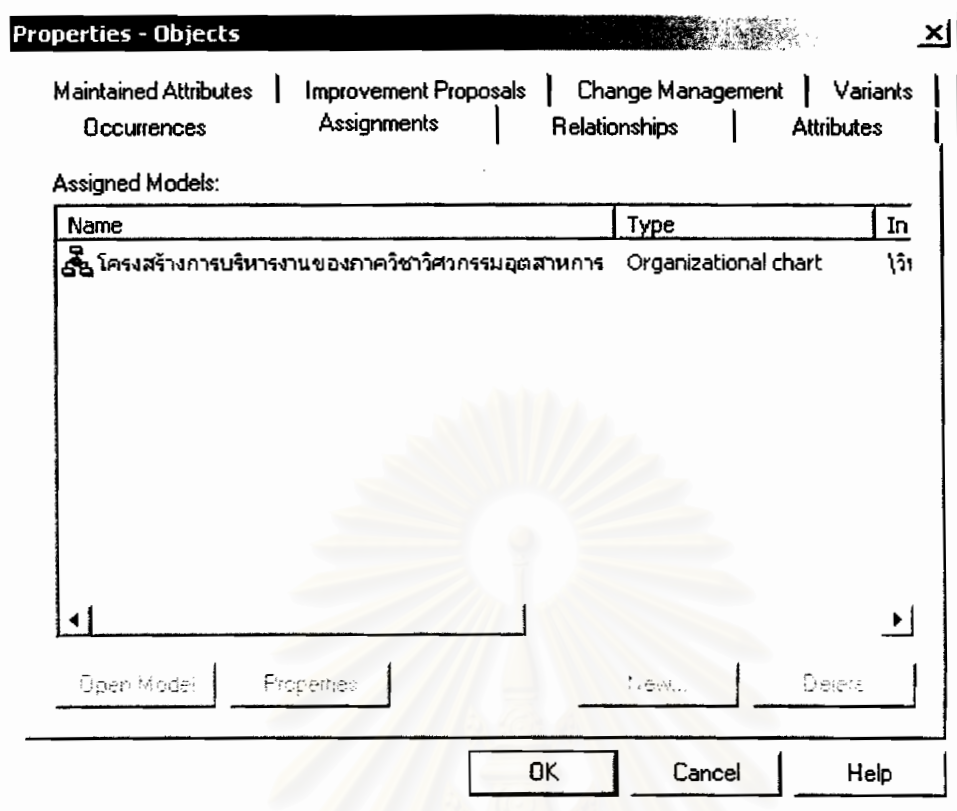 Properties - Objects
Maintained Attributes Improvement Proposals Change Management Variants
Occurrences Assignments Relationships Attributes
Assigned Models:
Name Type In
โครงสร้างการบริหารงานของภาควิชาวิศวกรรมอุตสาหการ Organizational chart \วิ
Open Model Properties New... Delete
OK Cancel Help